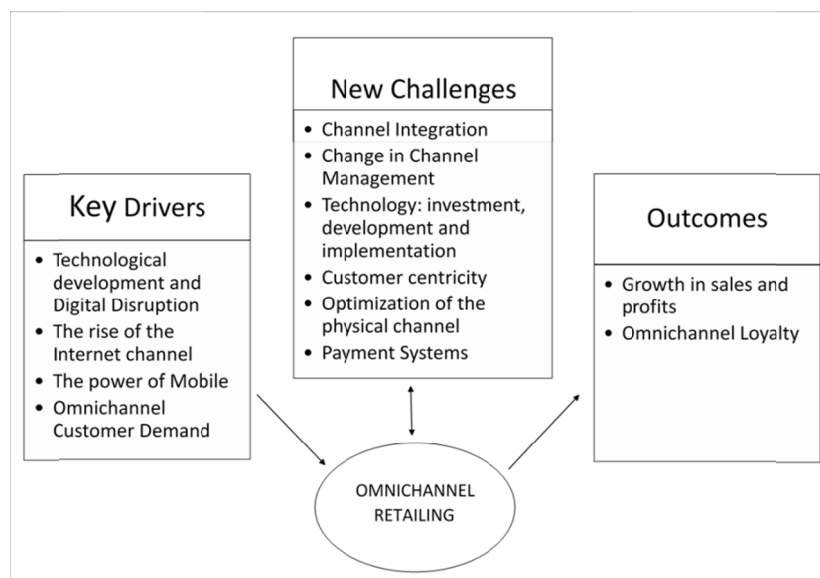 Key Drivers
• Technological
development and
Digital Disruption
• The rise of the
Internet channel
• The power of Mobile
• Omnichannel
Customer Demand
New Challenges
• Channel Integration
• Change in Channel
Management
• Technology: investment,
development and
implementation
• Customer centricity
• Optimization of the
physical channel
• Payment Systems
Outcomes
• Growth in sales and
profits
• Omnichannel Loyalty
OMNICHANNEL
RETAILING